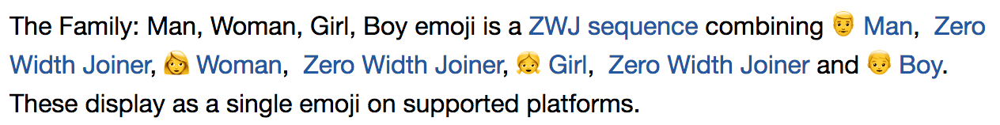 The Family: Man, Woman, Girl, Boy emoji is a ZWJ sequence combining 👨 Man, Zero
Width Joiner, 👩 Woman, Zero Width Joiner, 👧 Girl, Zero Width Joiner and 👦 Boy.
These display as a single emoji on supported platforms.